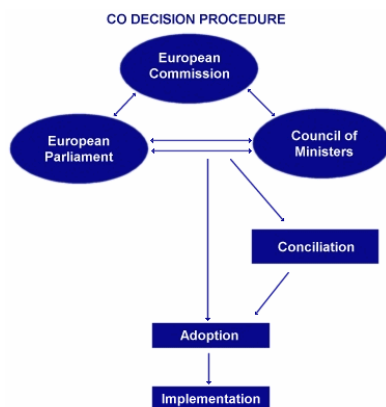 CO DECISION PROCEDURE
European
Commission
European
Parliament
Council of
Ministers
Conciliation
Adoption
Implementation